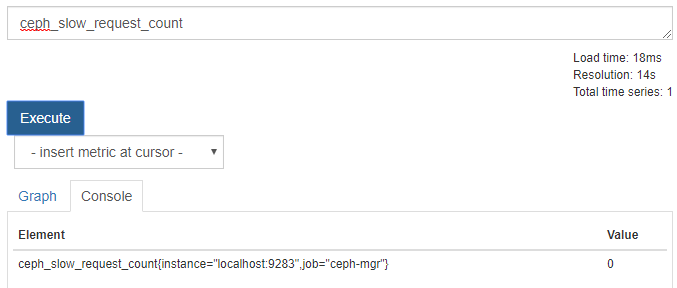 ceph_slow_request_count
Load time: 18ms
Resolution: 14s
Total time series: 1
Execute
- insert metric at cursor -
Graph Console
Element Value
ceph_slow_request_count{instance="localhost:9283",job="ceph-mgr"} 0